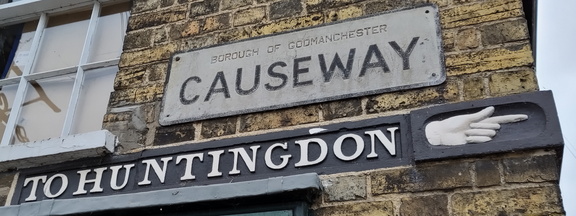 BOROUGH OF GODMANCHESTER
CAUSEWAY
TO HUNTINGDON